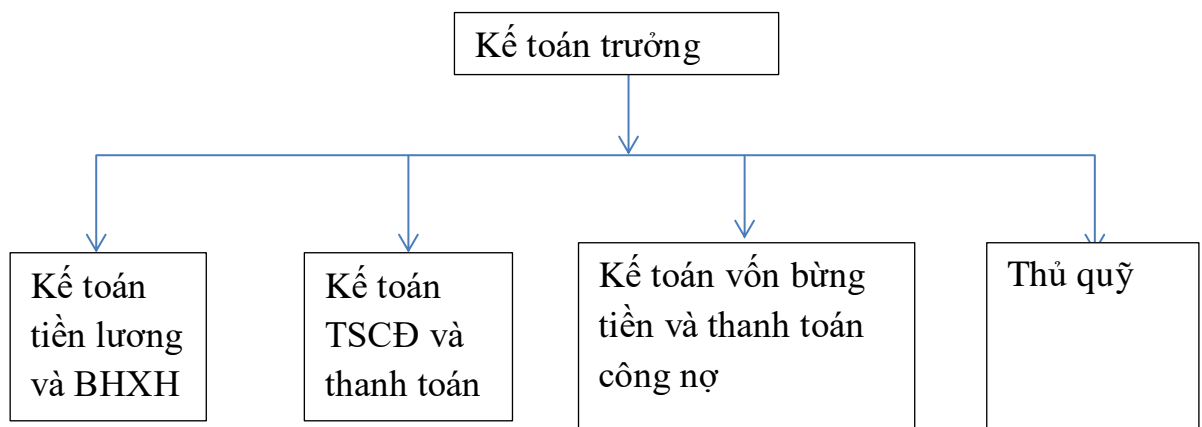 Kế toán trưởng
Kế toán
tiền lương
và BHXH
Kế toán
TSCĐ và
thanh toán
Kế toán vốn bừng
tiền và thanh toán
công nợ
Thủ quỹ